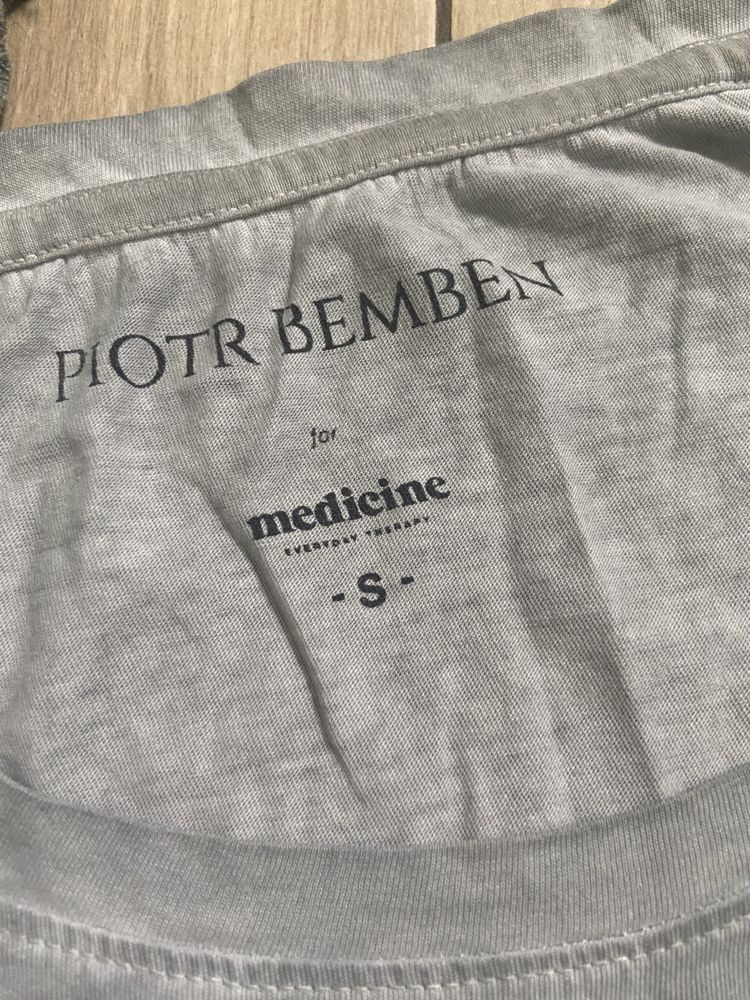 PIOTR BEMBEN
for
medicine
EVERYDAY THERAPY
- S -